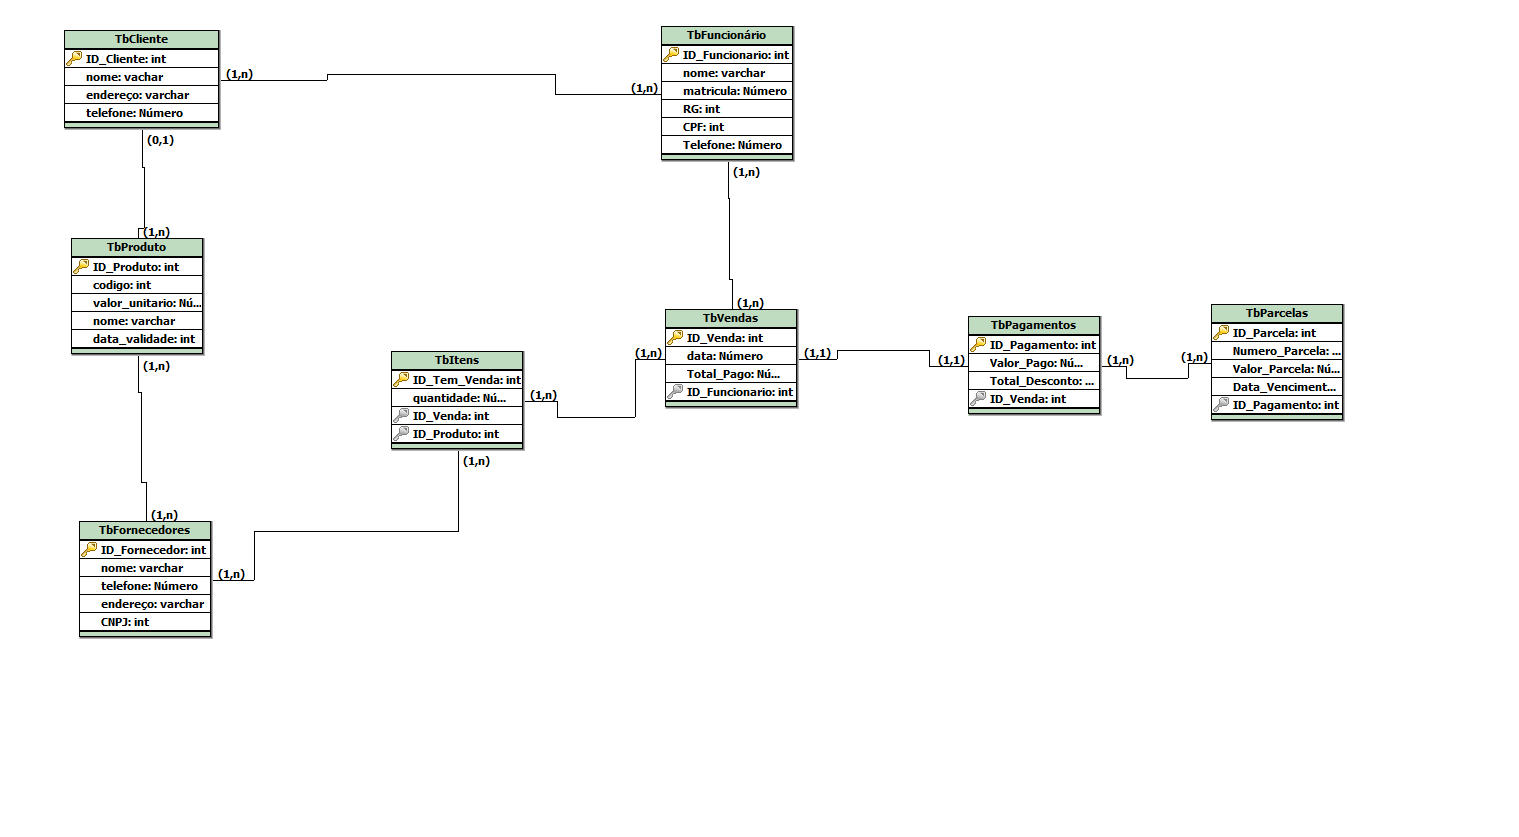 TbCliente
ID_Cliente: int
nome: vachar
endereço: varchar
telefone: Número
(1,n)
(0,1)
TbFuncionário
ID_Funcionario: int
nome: varchar
matricula: Número
RG: int
CPF: int
Telefone: Número
(1,n)
(1,n)
(1,n)
TbProduto
ID_Produto: int
codigo: int
valor_unitario: Nú...
nome: varchar
data_validade: int
(1,n)
(1,n)
TbVendas
ID_Venda: int
data: Número
Total_Pago: Nú...
ID_Funcionario: int
(1,n)
(1,1)
TbPagamentos
ID_Pagamento: int
Valor_Pago: Nú...
Total_Desconto: ...
ID_Venda: int
(1,1)
(1,n)
TbParcelas
ID_Parcela: int
Numero_Parcela: ...
Valor_Parcela: Nú...
Data_Venciment...
ID_Pagamento: int
(1,n)
TbItens
ID_Tem_Venda: int
quantidade: Nú...
ID_Venda: int
ID_Produto: int
(1,n)
(1,n)
(1,n)
TbFornecedores
ID_Fornecedor: int
nome: varchar
telefone: Número
endereço: varchar
CNPJ: int
(1,n)